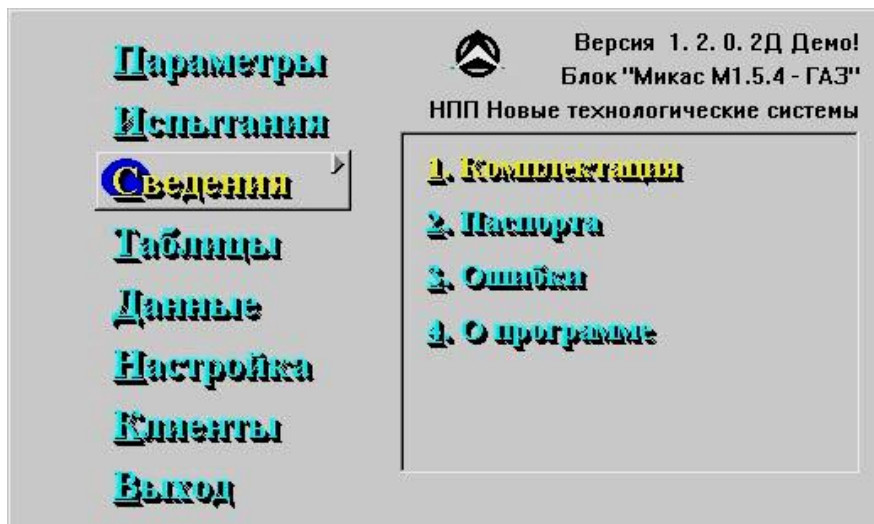 Параметры
Испытания
Сведения
Таблицы
Данные
Настройка
Клиенты
Выход
Версия 1. 2. 0. 2Д Демо!
Блок "Микас М1.5.4 - ГАЗ"
НПП Новые технологические системы
1. Комплектация
2. Паспорта
3. Ошибки
4. О программе